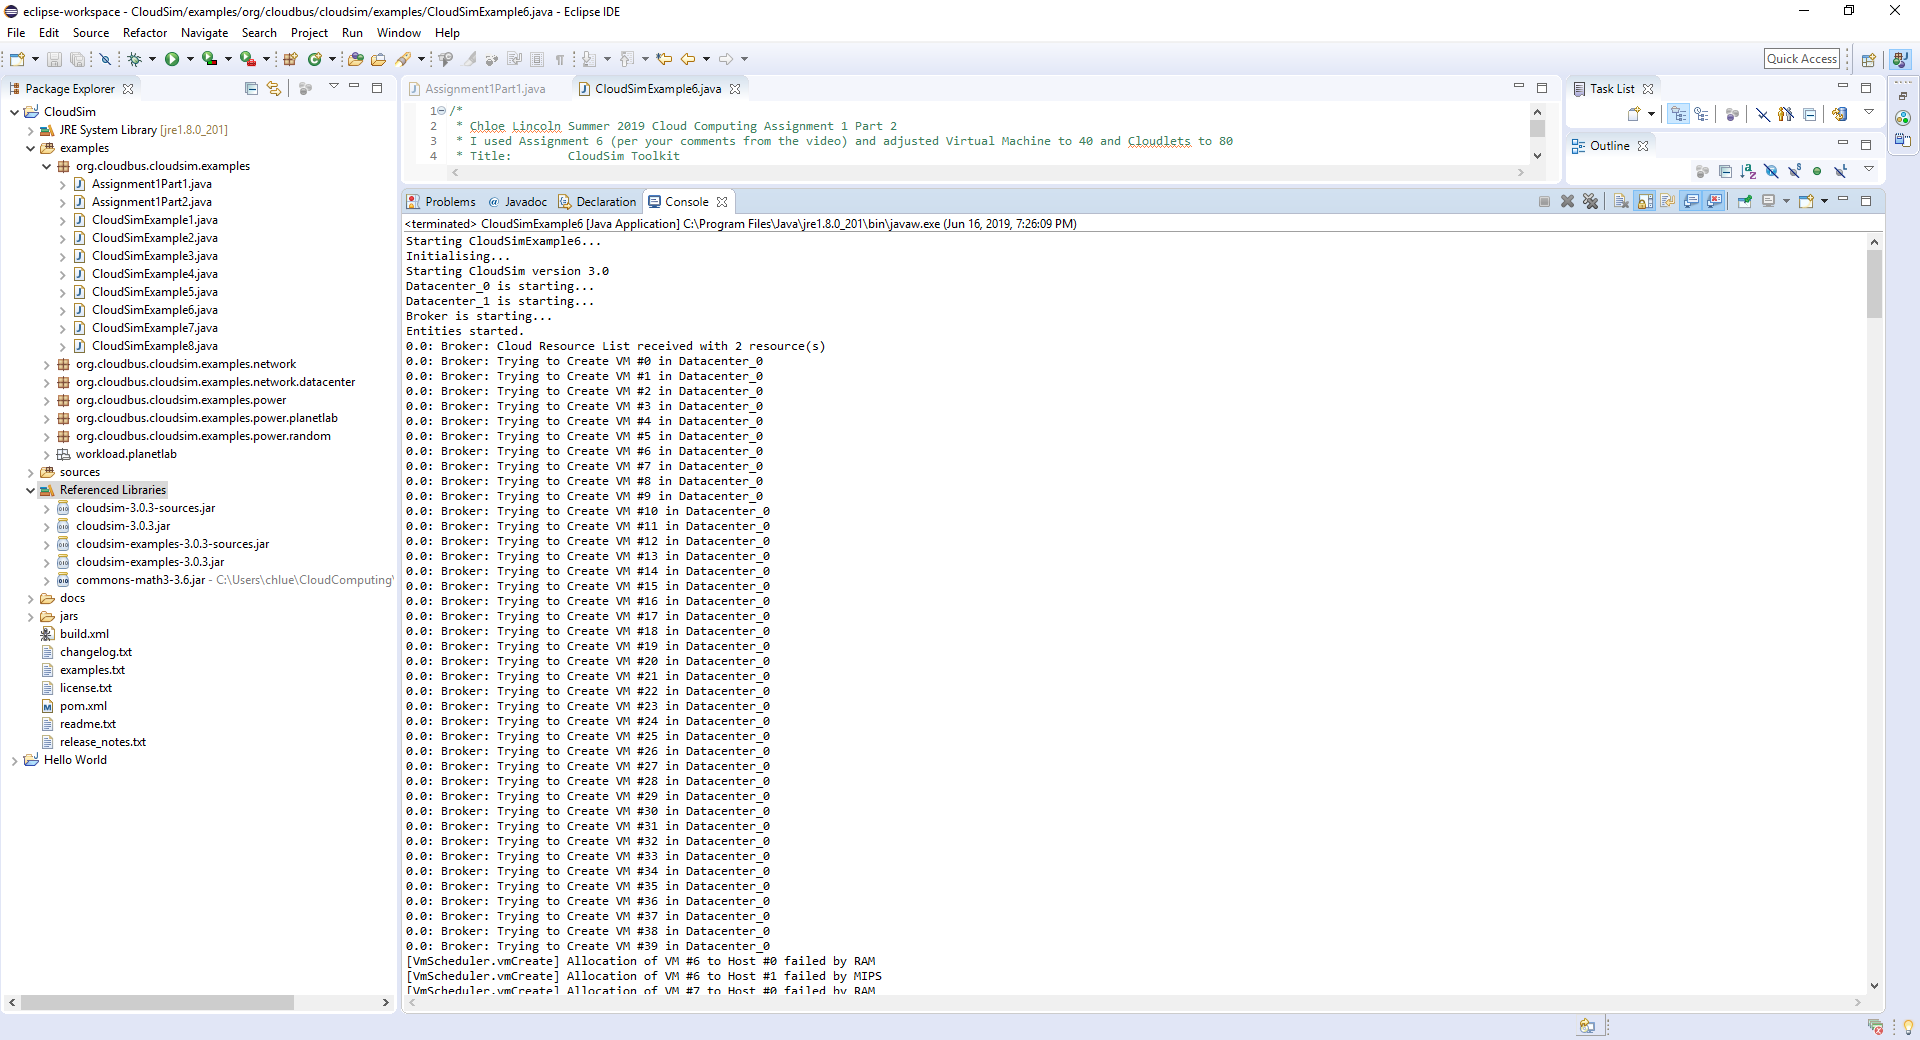 eclipse-workspace - CloudSim/examples/org/cloudbus/cloudsim/examples/CloudSimExample6.java - Eclipse IDE
File Edit Source Refactor Navigate Search Project Run Window Help
Quick Access
Package Explorer
CloudSim
JRE System Library [jre1.8.0_201]
examples
org.cloudbus.cloudsim.examples
Assignment1Part1.java
Assignment1Part2.java
CloudSimExample1.java
CloudSimExample2.java
CloudSimExample3.java
CloudSimExample4.java
CloudSimExample5.java
CloudSimExample6.java
CloudSimExample7.java
CloudSimExample8.java
org.cloudbus.cloudsim.examples.network
org.cloudbus.cloudsim.examples.network.datacenter
org.cloudbus.cloudsim.examples.power
org.cloudbus.cloudsim.examples.power.planetlab
org.cloudbus.cloudsim.examples.power.random
workload.planetlab
sources
Referenced Libraries
cloudsim-3.0.3-sources.jar
cloudsim-3.0.3.jar
cloudsim-examples-3.0.3-sources.jar
cloudsim-examples-3.0.3.jar
commons-math3-3.6.jar - C:\Users\chlue\CloudComputing\
docs
jars
build.xml
changelog.txt
examples.txt
license.txt
pom.xml
readme.txt
release_notes.txt
Hello World
Assignment1Part1.java CloudSimExample6.java
1 /*
2 * Chloe Lincoln Summer 2019 Cloud Computing Assignment 1 Part 2
3 * I used Assignment 6 (per your comments from the video) and adjusted Virtual Machine to 40 and Cloudlets to 80
4 * Title: CloudSim Toolkit
Task List
Outline
Problems @ Javadoc Declaration Console
<terminated> CloudSimExample6 [Java Application] C:\Program Files\Java\jre1.8.0_201\bin\javaw.exe (Jun 16, 2019, 7:26:09 PM)
Starting CloudSimExample6...
Initialising...
Starting CloudSim version 3.0
Datacenter_0 is starting...
Datacenter_1 is starting...
Broker is starting...
Entities started.
0.0: Broker: Cloud Resource List received with 2 resource(s)
0.0: Broker: Trying to Create VM #0 in Datacenter_0
0.0: Broker: Trying to Create VM #1 in Datacenter_0
0.0: Broker: Trying to Create VM #2 in Datacenter_0
0.0: Broker: Trying to Create VM #3 in Datacenter_0
0.0: Broker: Trying to Create VM #4 in Datacenter_0
0.0: Broker: Trying to Create VM #5 in Datacenter_0
0.0: Broker: Trying to Create VM #6 in Datacenter_0
0.0: Broker: Trying to Create VM #7 in Datacenter_0
0.0: Broker: Trying to Create VM #8 in Datacenter_0
0.0: Broker: Trying to Create VM #9 in Datacenter_0
0.0: Broker: Trying to Create VM #10 in Datacenter_0
0.0: Broker: Trying to Create VM #11 in Datacenter_0
0.0: Broker: Trying to Create VM #12 in Datacenter_0
0.0: Broker: Trying to Create VM #13 in Datacenter_0
0.0: Broker: Trying to Create VM #14 in Datacenter_0
0.0: Broker: Trying to Create VM #15 in Datacenter_0
0.0: Broker: Trying to Create VM #16 in Datacenter_0
0.0: Broker: Trying to Create VM #17 in Datacenter_0
0.0: Broker: Trying to Create VM #18 in Datacenter_0
0.0: Broker: Trying to Create VM #19 in Datacenter_0
0.0: Broker: Trying to Create VM #20 in Datacenter_0
0.0: Broker: Trying to Create VM #21 in Datacenter_0
0.0: Broker: Trying to Create VM #22 in Datacenter_0
0.0: Broker: Trying to Create VM #23 in Datacenter_0
0.0: Broker: Trying to Create VM #24 in Datacenter_0
0.0: Broker: Trying to Create VM #25 in Datacenter_0
0.0: Broker: Trying to Create VM #26 in Datacenter_0
0.0: Broker: Trying to Create VM #27 in Datacenter_0
0.0: Broker: Trying to Create VM #28 in Datacenter_0
0.0: Broker: Trying to Create VM #29 in Datacenter_0
0.0: Broker: Trying to Create VM #30 in Datacenter_0
0.0: Broker: Trying to Create VM #31 in Datacenter_0
0.0: Broker: Trying to Create VM #32 in Datacenter_0
0.0: Broker: Trying to Create VM #33 in Datacenter_0
0.0: Broker: Trying to Create VM #34 in Datacenter_0
0.0: Broker: Trying to Create VM #35 in Datacenter_0
0.0: Broker: Trying to Create VM #36 in Datacenter_0
0.0: Broker: Trying to Create VM #37 in Datacenter_0
0.0: Broker: Trying to Create VM #38 in Datacenter_0
0.0: Broker: Trying to Create VM #39 in Datacenter_0
[VmScheduler.vmCreate] Allocation of VM #6 to Host #0 failed by RAM
[VmScheduler.vmCreate] Allocation of VM #6 to Host #1 failed by MIPS
[VmScheduler.vmCreate] Allocation of VM #7 to Host #0 failed by RAM